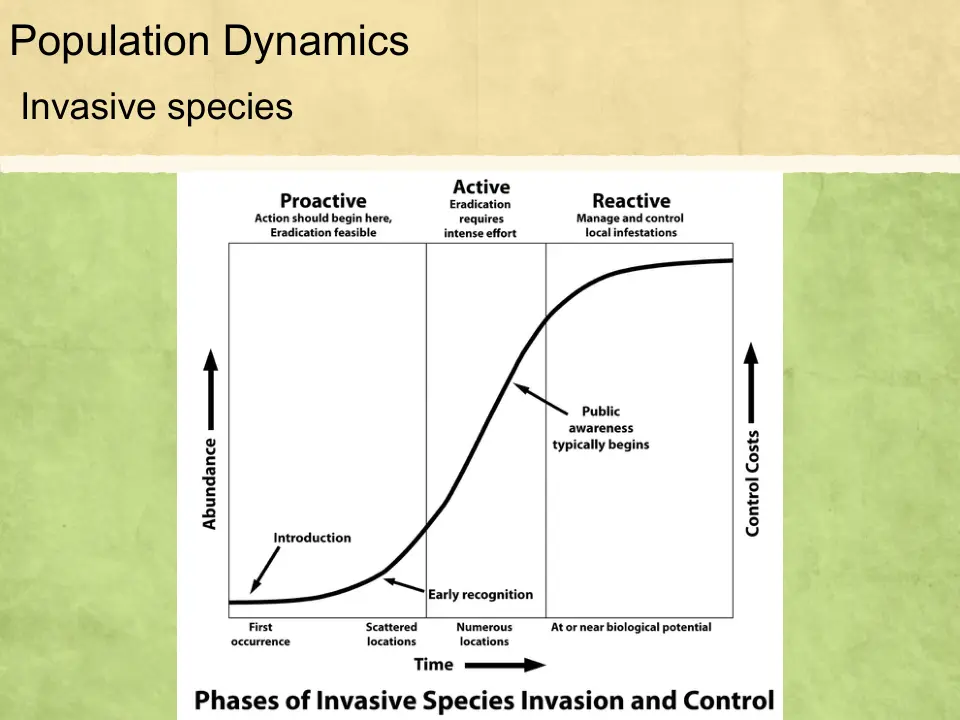 Population Dynamics
Invasive species
Proactive
Action should begin here,
Eradication feasible
Active
Eradication
requires
intense effort
Reactive
Manage and control
local infestations
Abundance
Control Costs
Public
awareness
typically begins
Introduction
Early recognition
First
occurrence
Scattered
locations
Numerous
locations
At or near biological potential
Time
Phases of Invasive Species Invasion and Control